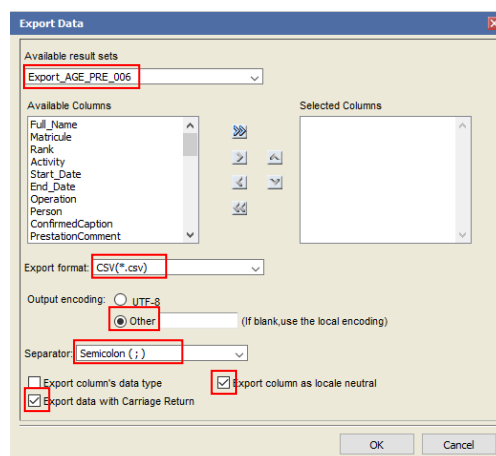 Export Data
Available result sets
Export_AGE_PRE_006
Available Columns
Selected Columns
Full_Name
Matricule
Rank
Activity
Start_Date
End_Date
Operation
Person
ConfirmedCaption
PrestationComment
Export format: CSV(*.csv)
Output encoding: UTF-8
Other (If blank,use the local encoding)
Separator: Semicolon ( ; )
Export column's data type Export column as locale neutral
Export data with Carriage Return
OK Cancel